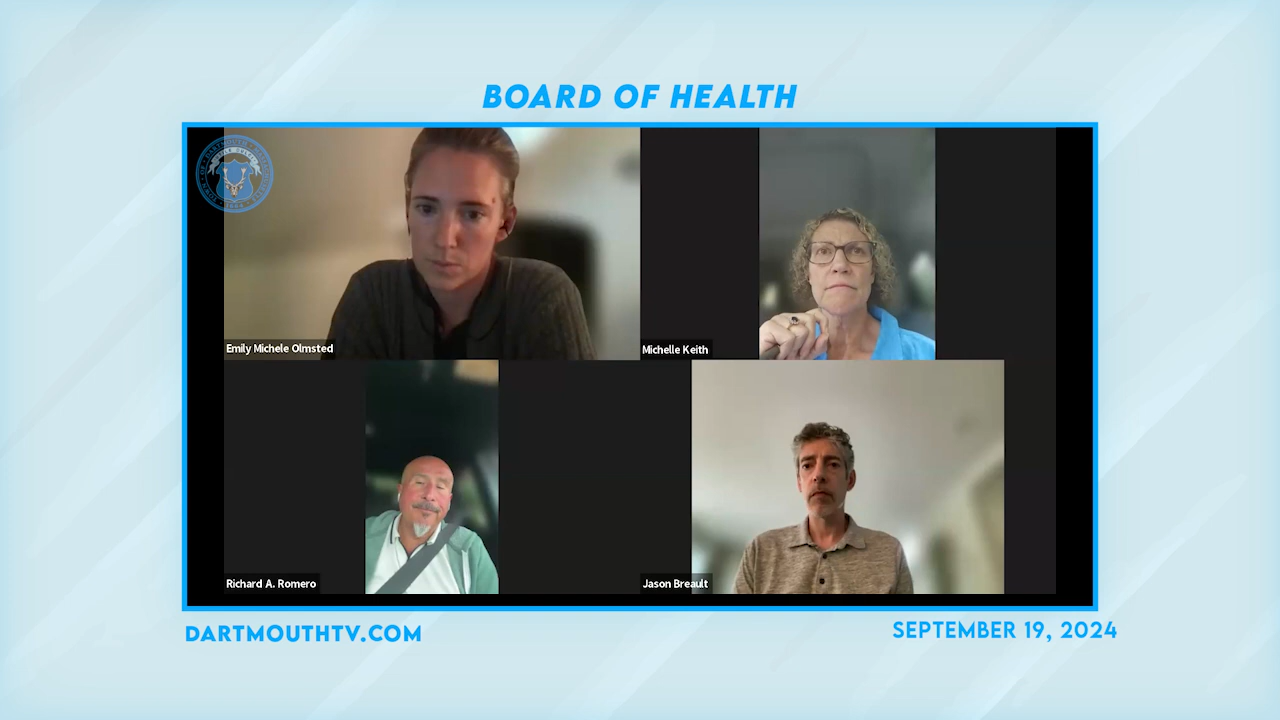 BOARD OF HEALTH
Emily Michele Olmsted
Michelle Keith
Richard A. Romero
Jason Breault
DARTMOUTHTV.COM
SEPTEMBER 19, 2024